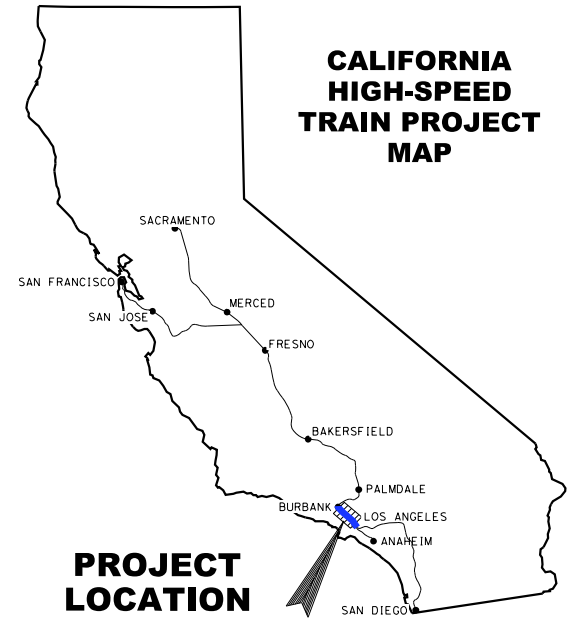 CALIFORNIA
HIGH-SPEED
TRAIN PROJECT
MAP
SACRAMENTO
SAN FRANCISCO
MERCED
SAN JOSE
FRESNO
BAKERSFIELD
PALMDALE
BURBANK
LOS ANGELES
ANAHEIM
PROJECT
LOCATION
SAN DIEGO